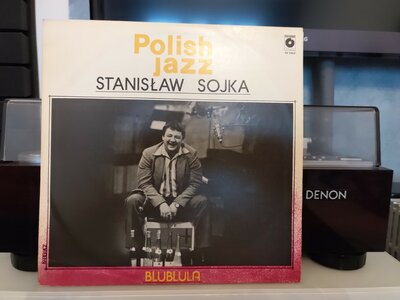 Polish
jazz
STANISŁAW SOJKA
DENON
BLUBLULA